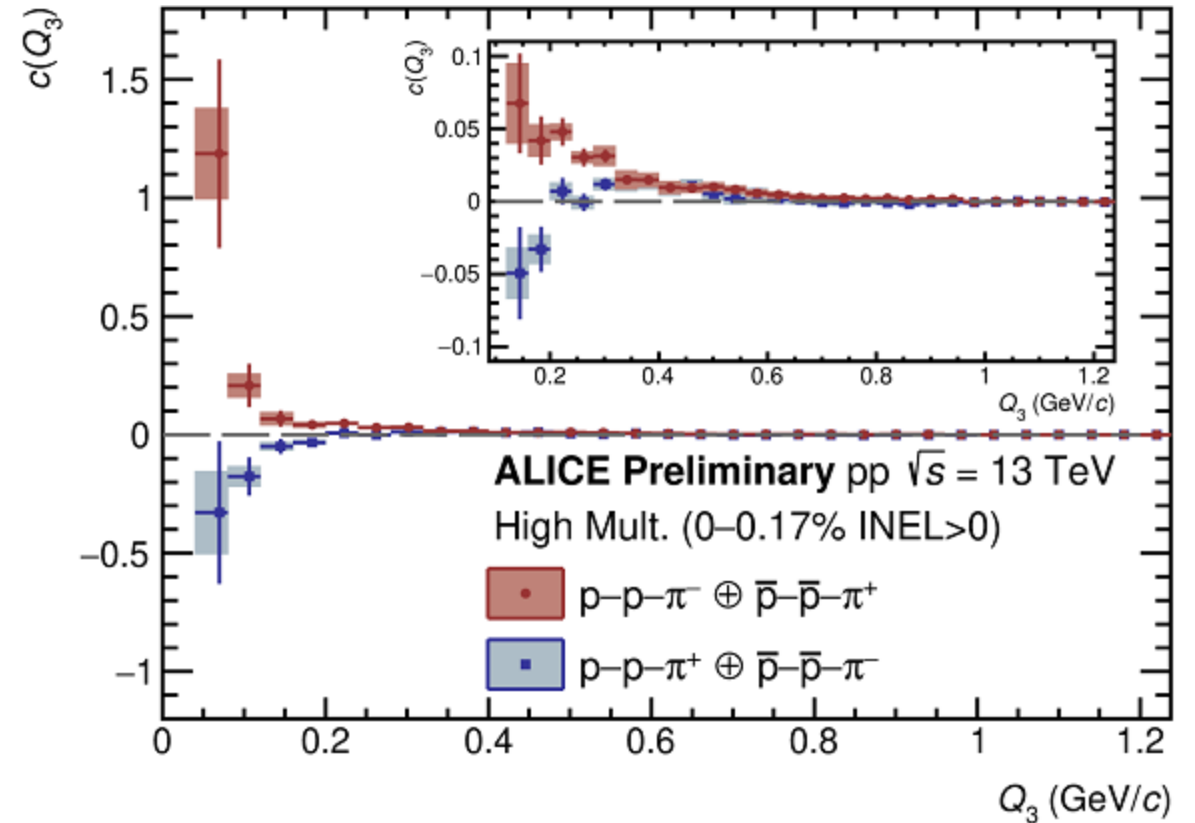 c(Q₃)
1.5
1
0.5
0
−0.5
−1
c(Q₃)
0.1
0.05
0
−0.05
−0.1
0.2 0.4 0.6 0.8 1 1.2
Q₃ (GeV/c)
ALICE Preliminary pp √s = 13 TeV
High Mult. (0–0.17% INEL>0)
p–p–π⁻ ⊕ p̅–p̅–π⁺
p–p–π⁺ ⊕ p̅–p̅–π⁻
0 0.2 0.4 0.6 0.8 1 1.2
Q₃ (GeV/c)